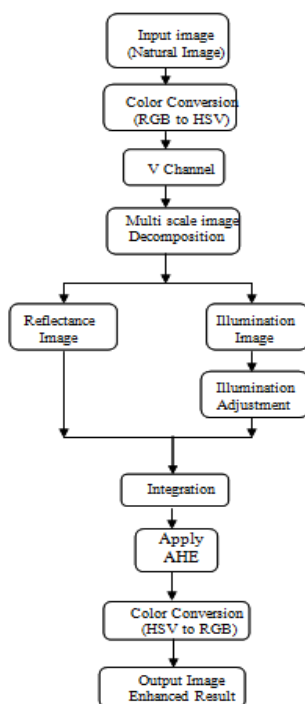 Input image
(Natural Image)
Color Conversion
(RGB to HSV)
V Channel
Multi scale image
Decomposition
Reflectance
Image
Illumination
Image
Illumination
Adjustment
Integration
Apply
AHE
Color Conversion
(HSV to RGB)
Output Image
Enhanced Result